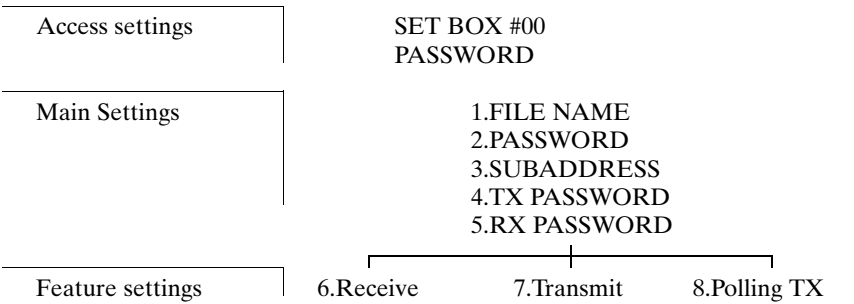 Access settings
SET BOX #00
PASSWORD
Main Settings
1.FILE NAME
2.PASSWORD
3.SUBADDRESS
4.TX PASSWORD
5.RX PASSWORD
Feature settings
6.Receive
7.Transmit
8.Polling TX